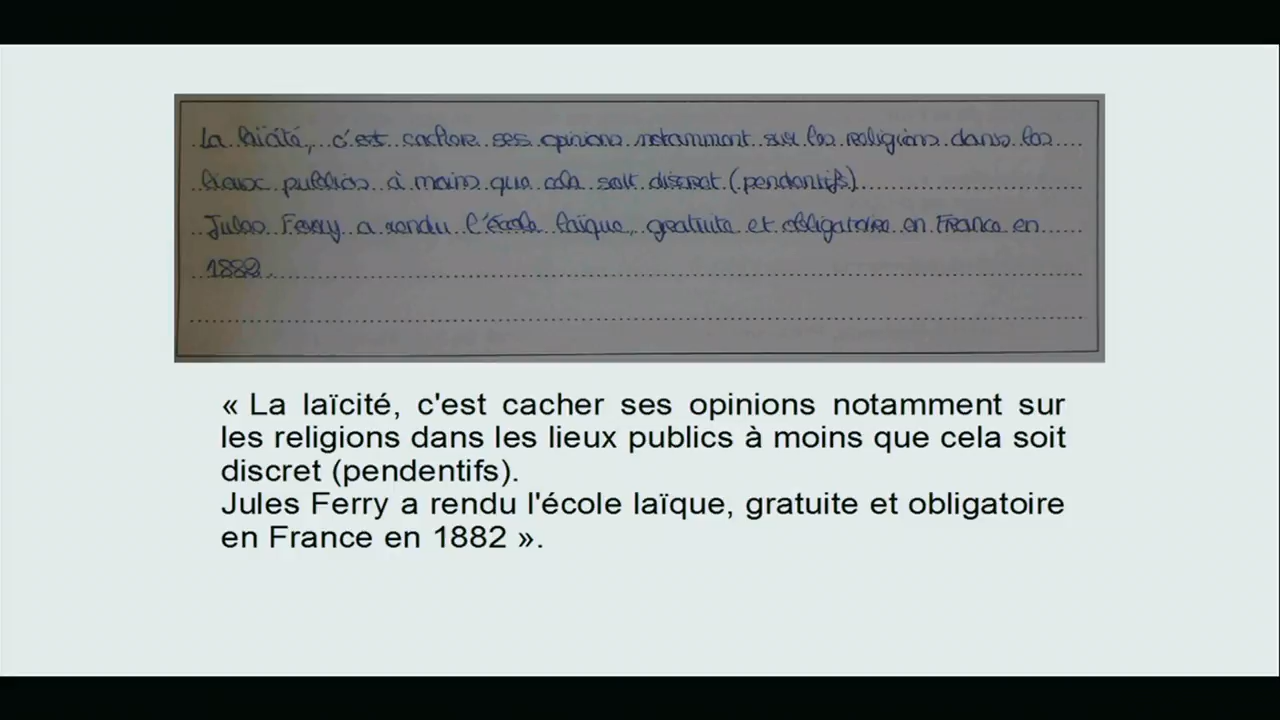 La laïcité, c'est cacher ses opinions notamment sur les religions dans les
lieux publics à moins que cela soit discret (pendentifs)
Jules Ferry a rendu l'école laïque, gratuite et obligatoire en France en
1882.
« La laïcité, c'est cacher ses opinions notamment sur
les religions dans les lieux publics à moins que cela soit
discret (pendentifs).
Jules Ferry a rendu l'école laïque, gratuite et obligatoire
en France en 1882 ».